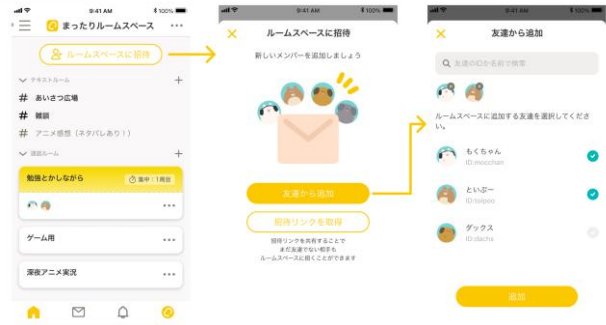 9:41 AM
100%
まったりルームスペース
ルームスペースに招待
テキストルーム
# あいさつ広場
# 雑談
# アニメ感想（ネタバレあり！）
通話ルーム
勉強とかしながら
集中：1周目
ゲーム用
深夜アニメ実況
9:41 AM
100%
ルームスペースに招待
新しいメンバーを追加しましょう
友達から追加
招待リンクを取得
招待リンクを共有することで
まだ友達でない相手も
ルームスペースに招くことができます
9:41 AM
100%
友達から追加
友達のIDか名前で検索
ルームスペースに追加する友達を選択してくださ
い。
もくちゃん
ID:mocchan
といぷー
ID:toipoo
ダックス
ID:dachs
追加